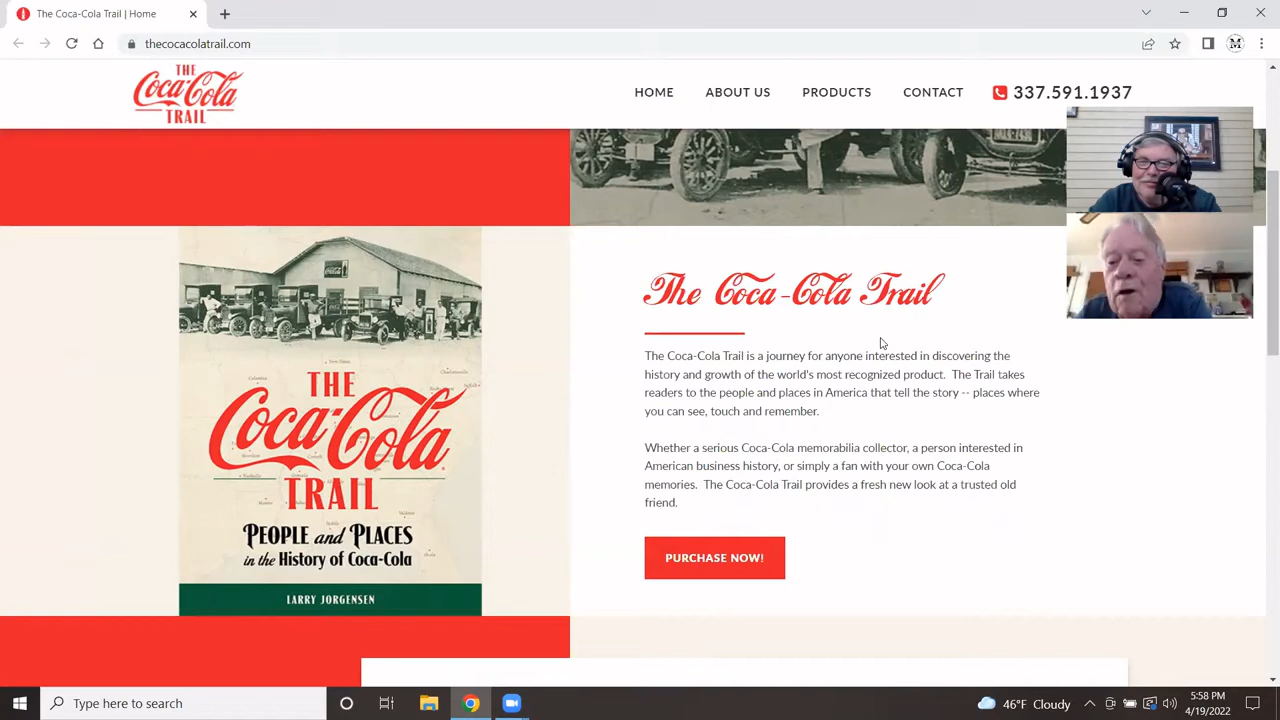 The Coca-Cola Trail | Home
thecocacolatrail.com
THE
Coca-Cola
TRAIL
HOME
ABOUT US
PRODUCTS
CONTACT
337.591.1937
The Coca-Cola Trail
The Coca-Cola Trail is a journey for anyone interested in discovering the
history and growth of the world's most recognized product. The Trail takes
readers to the people and places in America that tell the story -- places where
you can see, touch and remember.
Whether a serious Coca-Cola memorabilia collector, a person interested in
American business history, or simply a fan with your own Coca-Cola
memories. The Coca-Cola Trail provides a fresh new look at a trusted old
friend.
PURCHASE NOW!
THE
Coca-Cola
TRAIL
PEOPLE and PLACES
in the History of Coca-Cola
LARRY JORGENSEN
Type here to search
46°F Cloudy
5:58 PM
4/19/2022